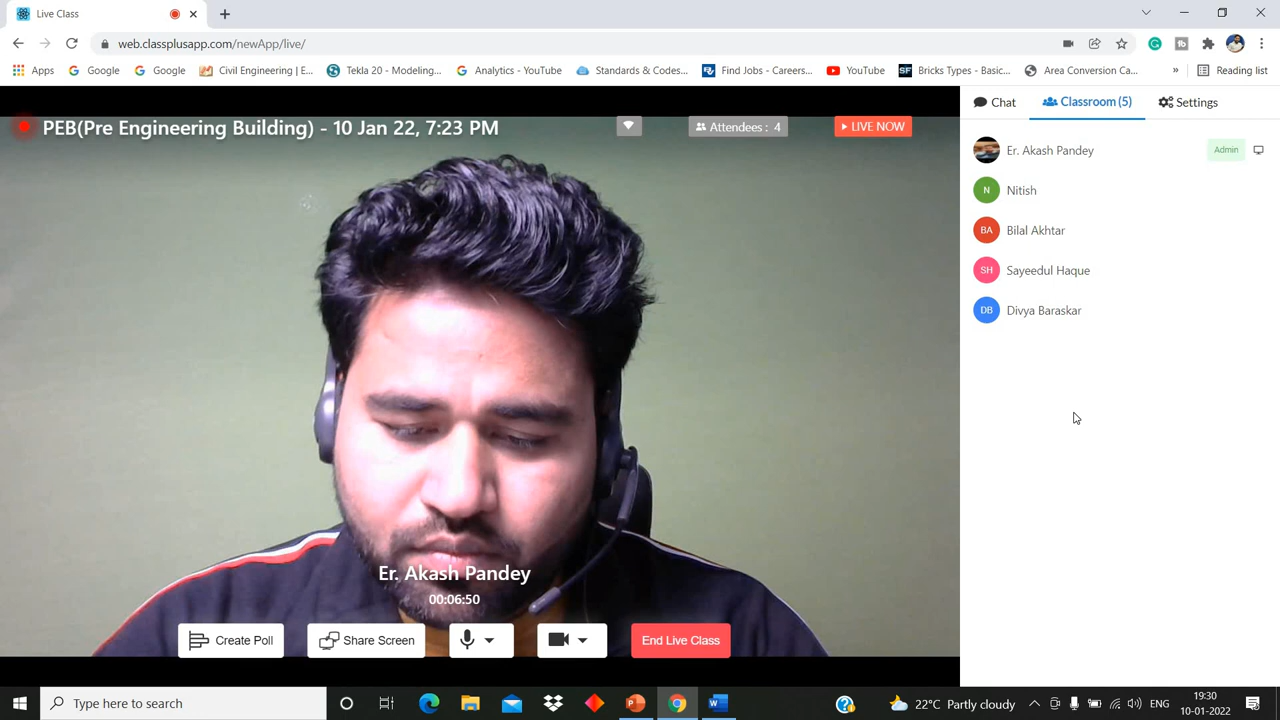 Live Class
web.classplusapp.com/newApp/live/
Apps Google Google Civil Engineering | E... Tekla 20 - Modeling... Analytics - YouTube Standards & Codes... Find Jobs - Careers... YouTube Bricks Types - Basic... Area Conversion Ca... » Reading list
PEB(Pre Engineering Building) - 10 Jan 22, 7:23 PM
Attendees : 4
LIVE NOW
Chat Classroom (5) Settings
Er. Akash Pandey Admin
N Nitish
BA Bilal Akhtar
SH Sayeedul Haque
DB Divya Baraskar
Er. Akash Pandey
00:06:50
Create Poll Share Screen End Live Class
Type here to search
22°C Partly cloudy ENG
19:30
10-01-2022